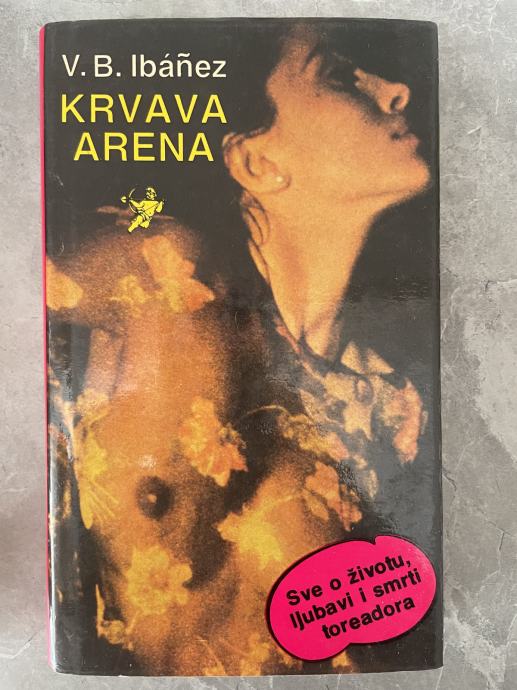 V. B. Ibáñez
KRVAVA
ARENA
Sve o životu,
ljubavi i smrti
toreadora